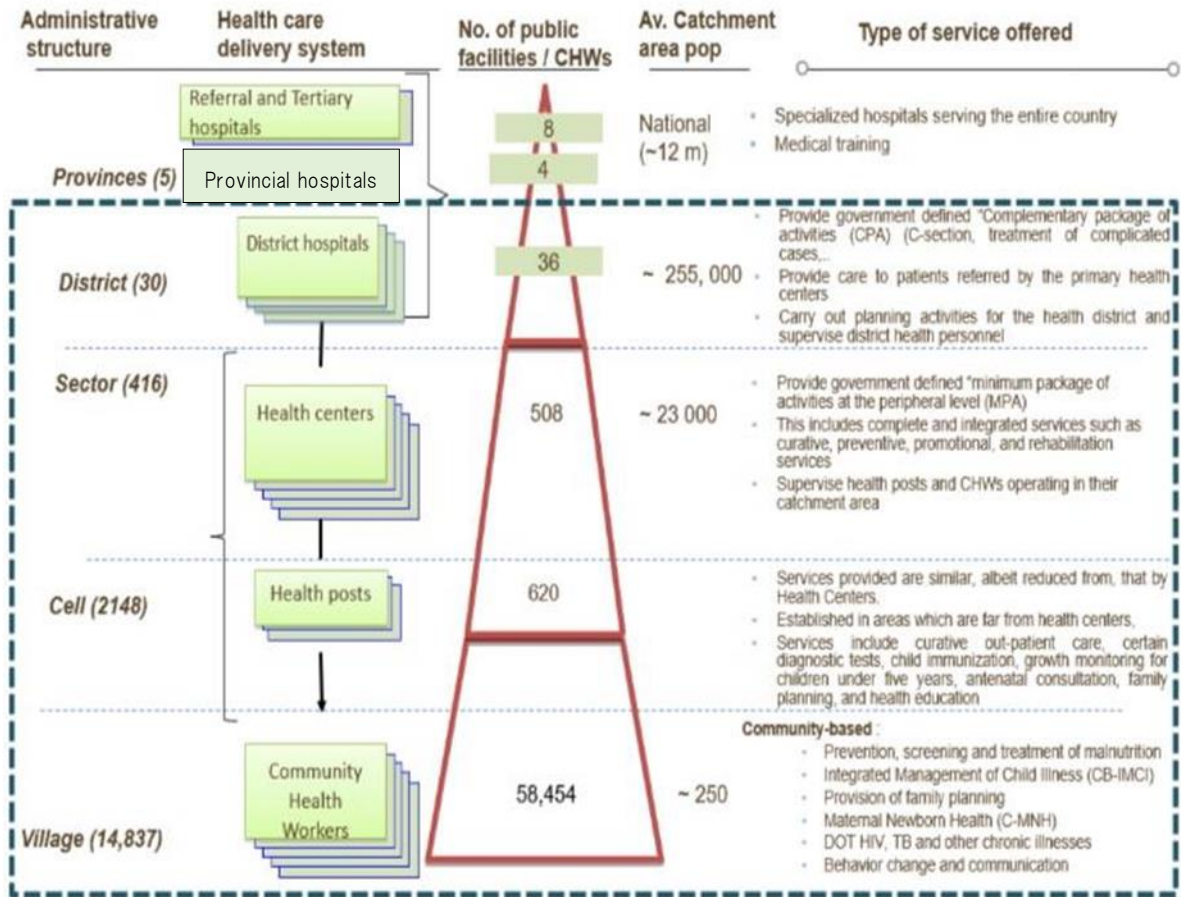 Administrative
structure
Health care
delivery system
No. of public
facilities / CHWs
Av. Catchment
area pop
Type of service offered
Referral and Tertiary
hospitals
8
National
(~12 m)
• Specialized hospitals serving the entire country
• Medical training
Provinces (5)
Provincial hospitals
4
District (30)
District hospitals
36
~ 255, 000
• Provide government defined "Complementary package of
activities (CPA) (C-section, treatment of complicated
cases,..
• Provide care to patients referred by the primary health
centers
• Carry out planning activities for the health district and
supervise district health personnel
Sector (416)
Health centers
508
~ 23 000
• Provide government defined "minimum package of
activities at the peripheral level (MPA)
• This includes complete and integrated services such as
curative, preventive, promotional, and rehabilitation
services
• Supervise health posts and CHWs operating in their
catchment area
Cell (2148)
Health posts
620
• Services provided are similar, albeit reduced from, that by
Health Centers.
• Established in areas which are far from health centers,
• Services include curative out-patient care, certain
diagnostic tests, child immunization, growth monitoring for
children under five years, antenatal consultation, family
planning, and health education
Village (14,837)
Community
Health
Workers
58,454
~ 250
Community-based :
• Prevention, screening and treatment of malnutrition
• Integrated Management of Child Illness (CB-IMCI)
• Provision of family planning
• Maternal Newborn Health (C-MNH)
• DOT HIV, TB and other chronic illnesses
• Behavior change and communication